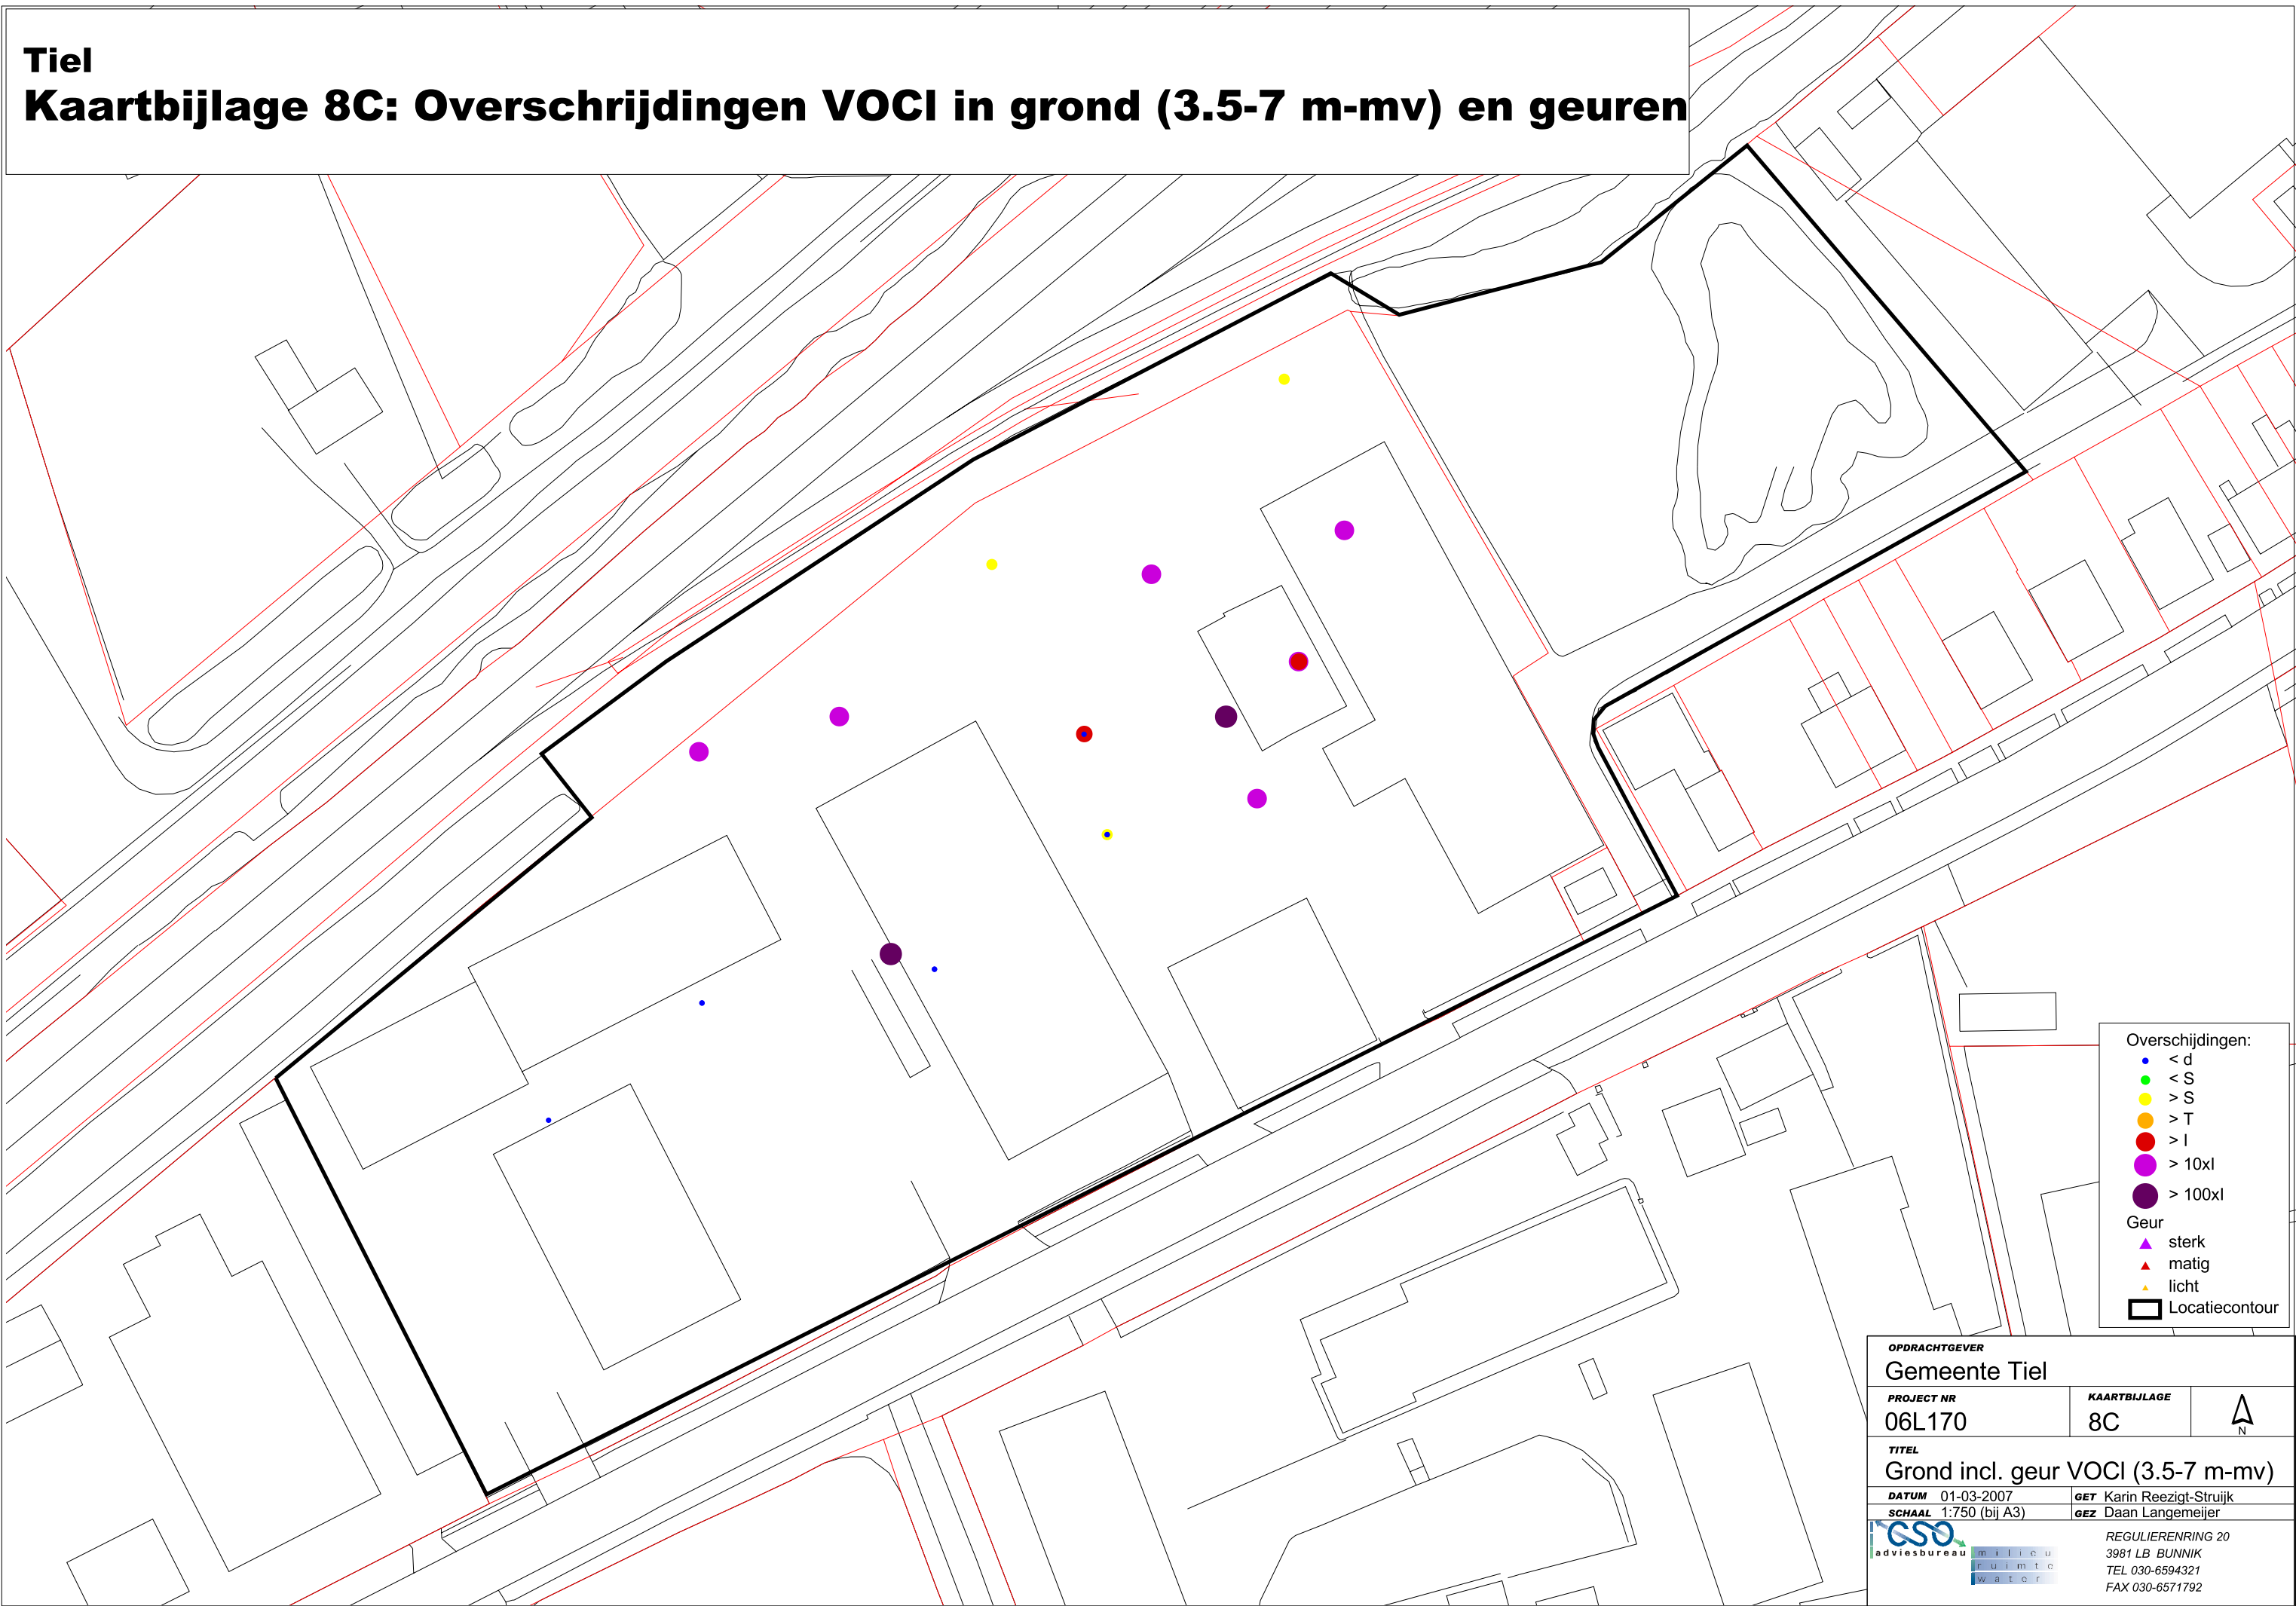 Tiel
Kaartbijlage 8C: Overschrijdingen VOCl in grond (3.5-7 m-mv) en geuren
Overschijdingen:
< d
< S
> S
> T
> I
> 10xI
> 100xI
Geur
sterk
matig
licht
Locatiecontour
OPDRACHTGEVER
Gemeente Tiel
PROJECT NR
06L170
KAARTBIJLAGE
8C
N
TITEL
Grond incl. geur VOCl (3.5-7 m-mv)
DATUM 01-03-2007
GET Karin Reezigt-Struijk
SCHAAL 1:750 (bij A3)
GEZ Daan Langemeijer
CSO
adviesbureau
milieu
ruimte
water
REGULIERENRING 20
3981 LB BUNNIK
TEL 030-6594321
FAX 030-6571792